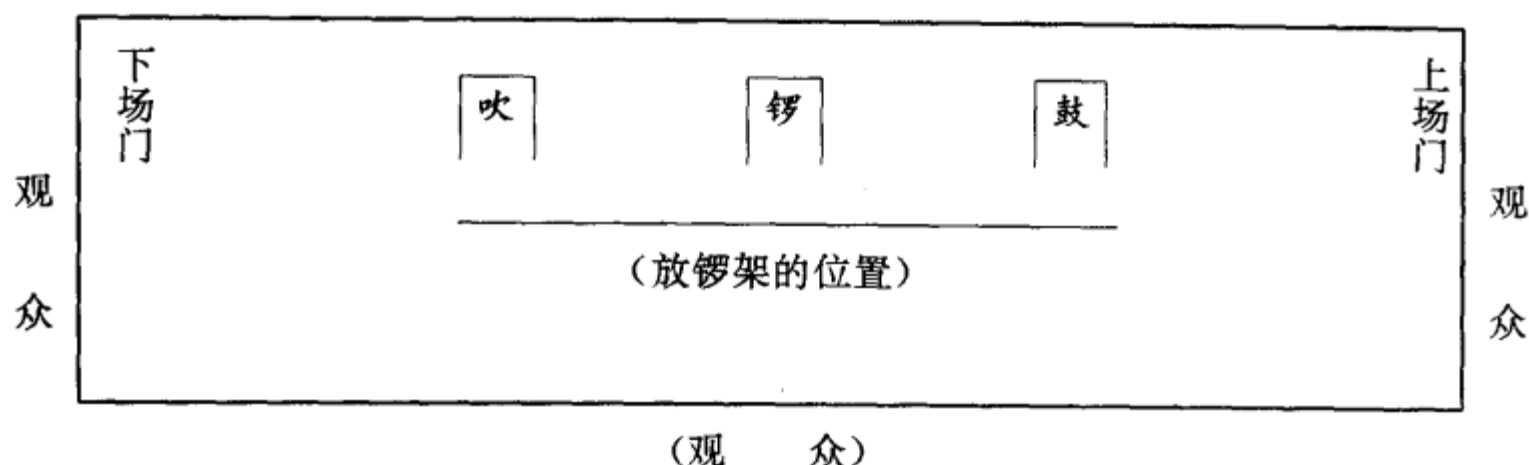 下场门
吹
锣
鼓
上场门
观众
观众
（放锣架的位置）
（观　　众）